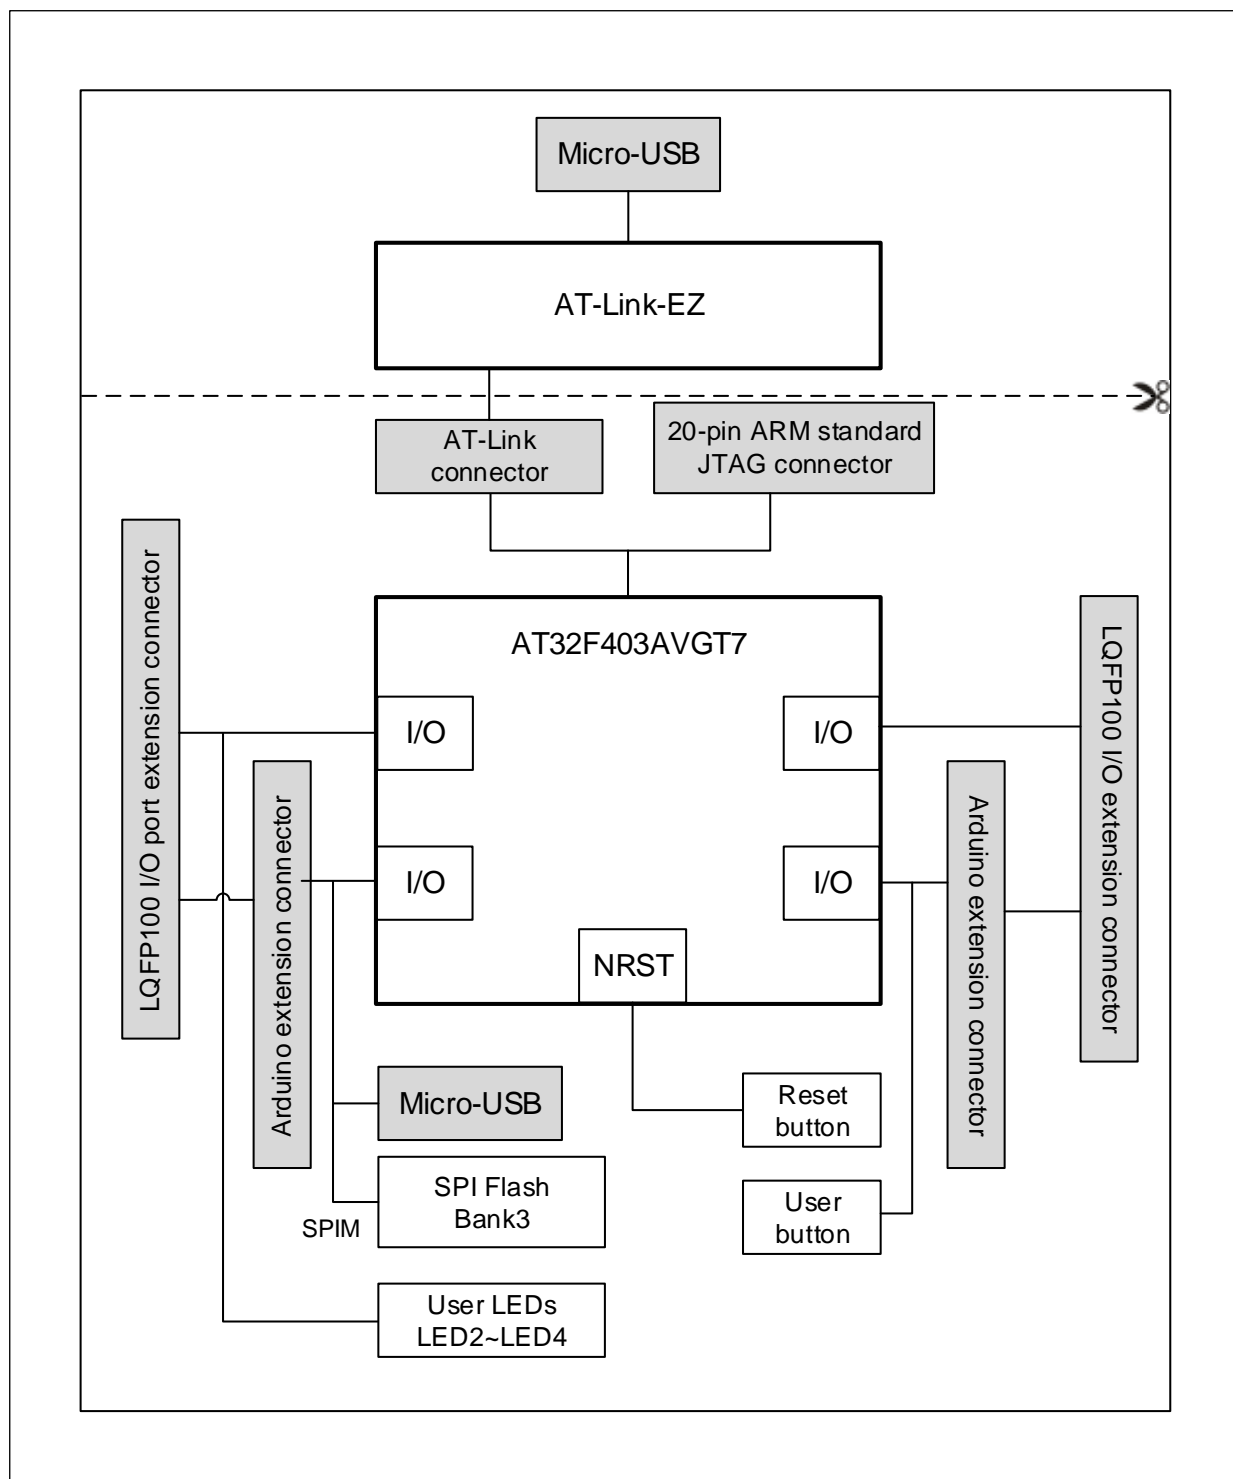 Micro-USB
AT-Link-EZ
AT-Link
connector
20-pin ARM standard
JTAG connector
LQFP100 I/O port extension connector
AT32F403AVGT7
LQFP100 I/O extension connector
I/O
I/O
Arduino extension connector
Arduino extension connector
I/O
I/O
NRST
Micro-USB
Reset
button
SPI Flash
Bank3
SPIM
User
button
User LEDs
LED2~LED4